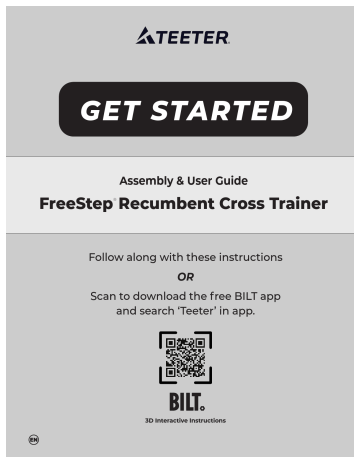 TEETER
GET STARTED
Assembly & User Guide
FreeStep® Recumbent Cross Trainer
Follow along with these instructions
OR
Scan to download the free BILT app
and search ‘Teeter’ in app.
BILT
3D Interactive Instructions
EN